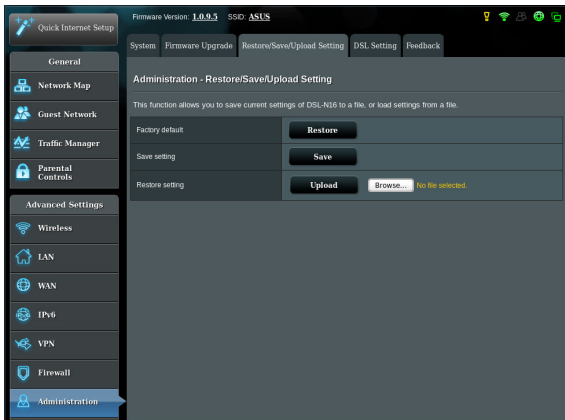 Quick Internet Setup
Firmware Version: 1.0.9.5 SSID: ASUS
System Firmware Upgrade Restore/Save/Upload Setting DSL Setting Feedback
General
Network Map
Guest Network
Traffic Manager
Parental
Controls
Advanced Settings
Wireless
LAN
WAN
IPv6
VPN
Firewall
Administration
Administration - Restore/Save/Upload Setting
This function allows you to save current settings of DSL-N16 to a file, or load settings from a file.
Factory default Restore
Save setting Save
Restore setting Upload Browse... No file selected.